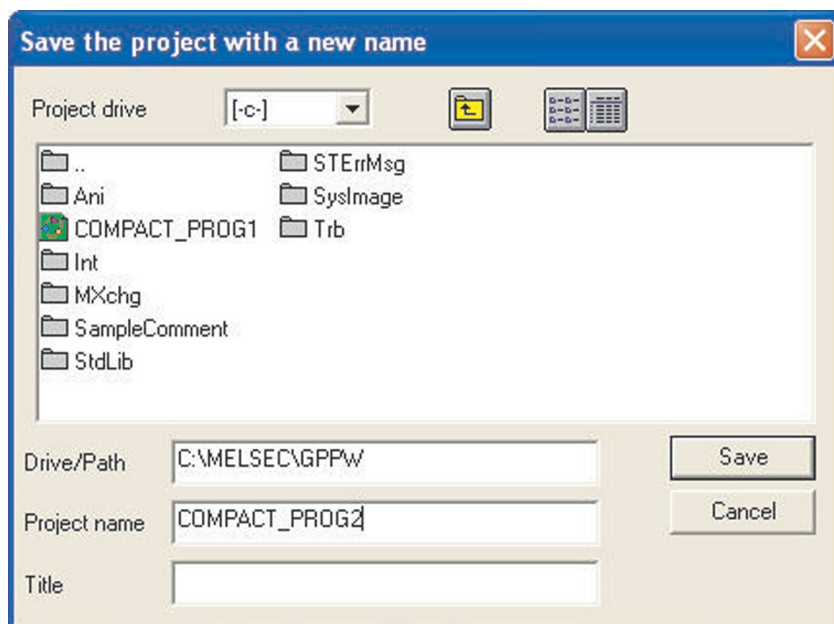 Save the project with a new name
Project drive [-c-]
..
Ani
COMPACT_PROG1
Int
MXchg
SampleComment
StdLib
STErrMsg
SysImage
Trb
Drive/Path C:\MELSEC\GPPW
Save
Project name COMPACT_PROG2
Cancel
Title